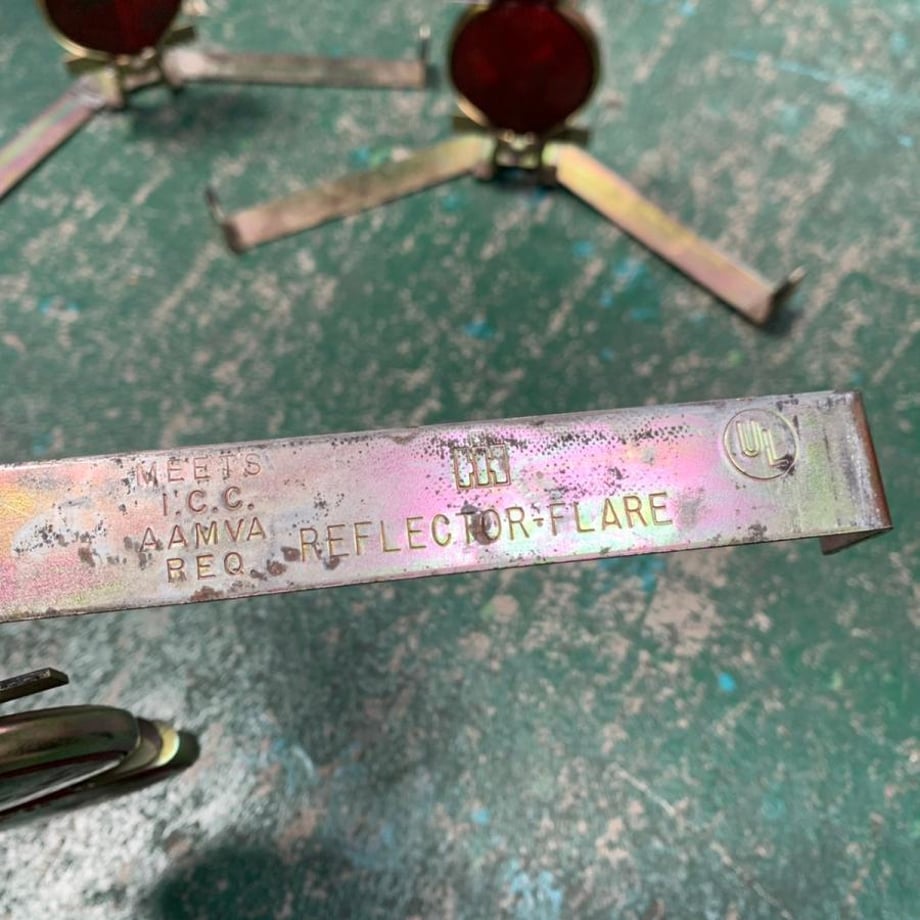 MEETS
I.C.C.
AAMVA
REQ.
REFLECTOR-FLARE
UL